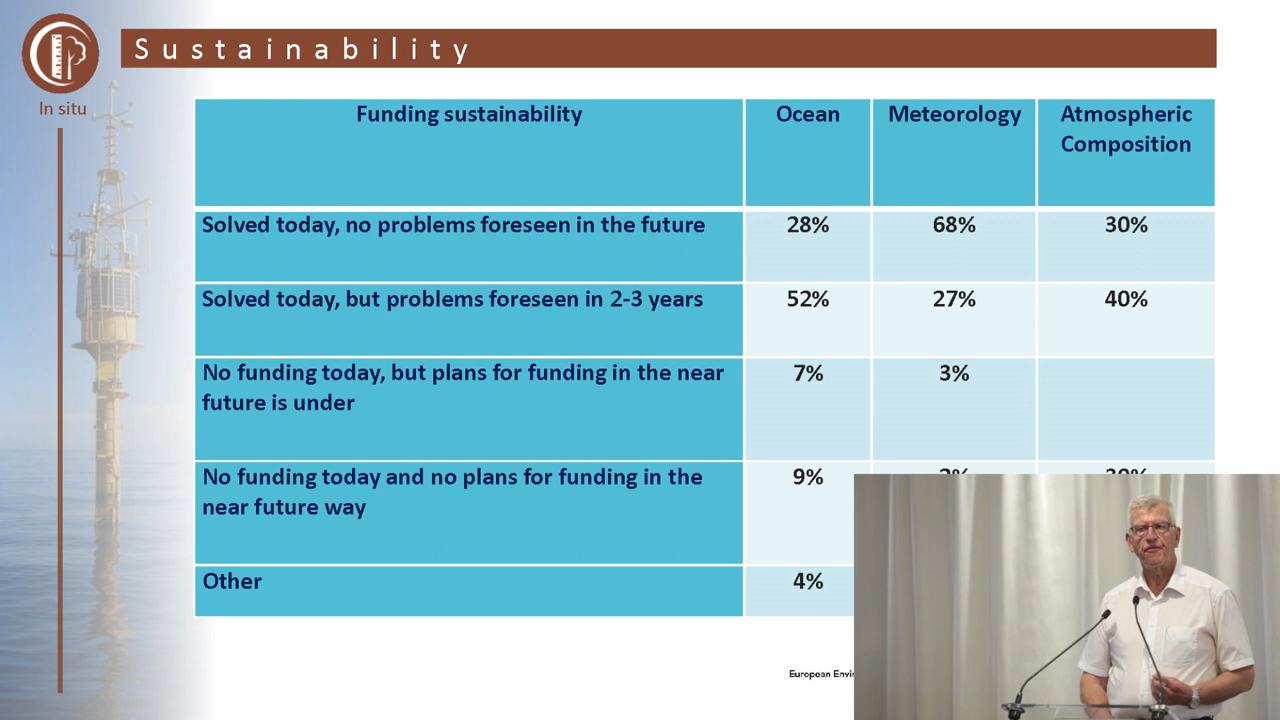 Sustainability
In situ
Funding sustainability Ocean Meteorology Atmospheric
Composition
Solved today, no problems foreseen in the future 28% 68% 30%
Solved today, but problems foreseen in 2-3 years 52% 27% 40%
No funding today, but plans for funding in the near 7% 3%
future is under
No funding today and no plans for funding in the 9%
near future way
Other 4%
European